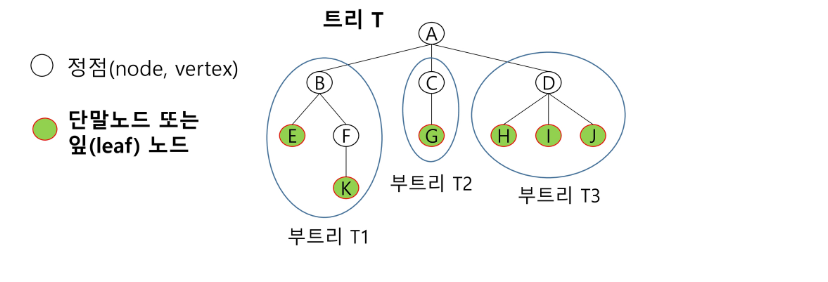 트리 T
정점(node, vertex)
단말노드 또는
잎(leaf) 노드
A
B
C
D
E
F
G
H
I
J
K
부트리 T1
부트리 T2
부트리 T3